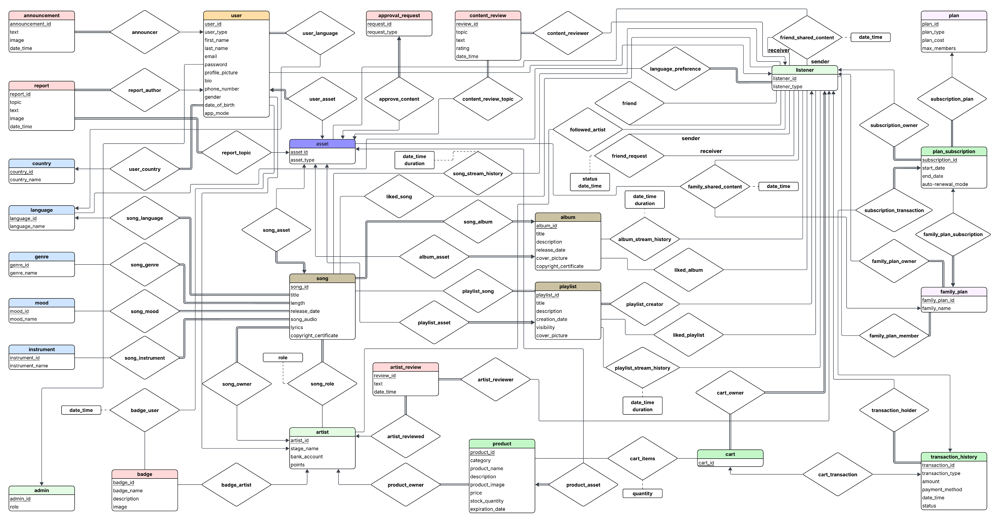 announcement
announcement_id
text
image
date_time
announcer
user
user_id
user_type
first_name
last_name
email
password
profile_picture
bio
phone_number
gender
date_of_birth
app_mode
user_language
approval_request
request_id
request_type
content_review
review_id
topic
text
rating
date_time
content_reviewer
friend_shared_content
date_time
receiver
sender
plan
plan_id
plan_type
plan_cost
max_members
report
report_id
topic
text
image
date_time
report_author
user_asset
approve_content
content_review_topic
language_preference
listener
listener_id
listener_type
friend
followed_artist
sender
friend_request
receiver
status
date_time
subscription_plan
subscription_owner
asset
asset id
asset_type
report_topic
date_time
duration
song_stream_history
country
country_id
country_name
user_country
plan_subscription
subscription_id
start_date
end_date
auto-renewal_mode
family_shared_content
date_time
liked_song
date_time
duration
language
language_id
language_name
song_language
song_asset
song_album
album
album_id
title
description
release_date
cover_picture
copyright_certificate
album_stream_history
subscription_transaction
family_plan_subscription
genre
genre_id
genre_name
song_genre
album_asset
liked_album
family_plan_owner
song
song_id
title
length
release_date
song_audio
lyrics
copyright_certificate
playlist_song
playlist
playlist_id
title
description
creation_date
visibility
cover_picture
playlist_creator
family_plan
family_plan_id
family_name
mood
mood_id
mood_name
song_mood
playlist_asset
liked_playlist
family_plan_member
instrument
instrument_id
instrument_name
song_instrument
role
song_owner
song_role
artist_review
review_id
text
date_time
artist_reviewer
playlist_stream_history
date_time
duration
cart_owner
transaction_holder
date_time
badge_user
artist
artist_id
stage_name
bank_account
points
artist_reviewed
product
product_id
category
product_name
description
product_image
price
stock_quantity
expiration_date
cart_items
quantity
cart
cart_id
cart_transaction
transaction_history
transaction_id
transaction_type
amount
payment_method
date_time
status
admin
admin_id
role
badge
badge_id
badge_name
description
image
badge_artist
product_owner
product_asset